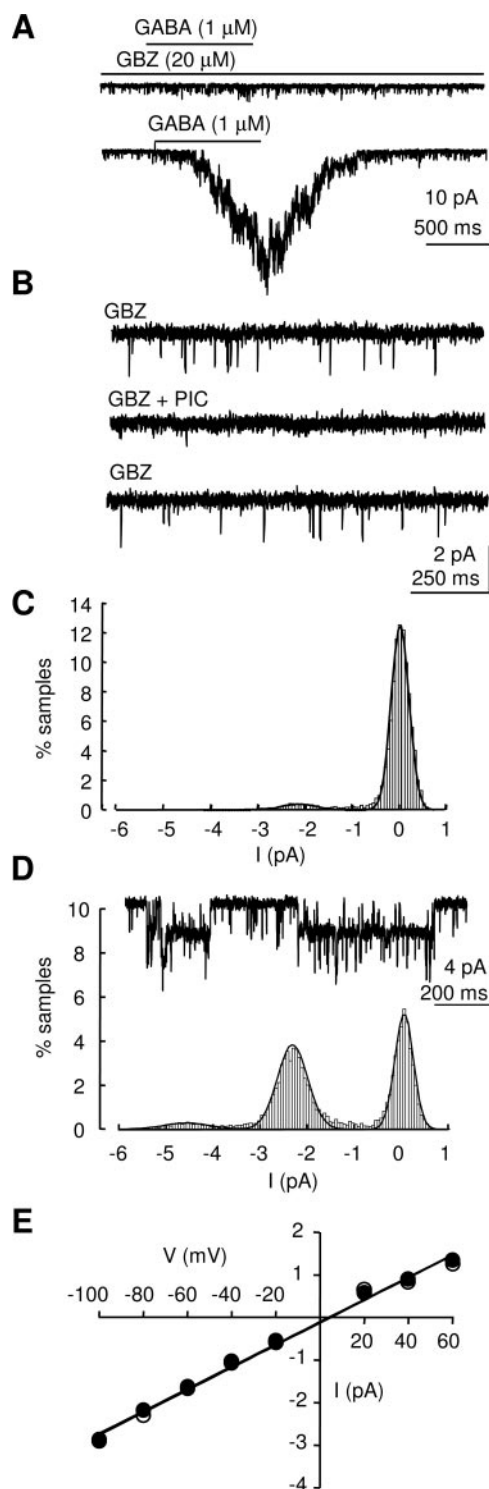 A
GABA (1 µM)
GBZ (20 µM)
GABA (1 µM)
10 pA
500 ms
B
GBZ
GBZ + PIC
GBZ
2 pA
250 ms
C
14
12
10
8
6
4
2
0
% samples
-6 -5 -4 -3 -2 -1 0 1
I (pA)
D
10
8
6
4
2
0
% samples
4 pA
200 ms
-6 -5 -4 -3 -2 -1 0 1
I (pA)
E
V (mV)
-100 -80 -60 -40 -20
2
1
20 40 60
-1
-2
-3
-4
I (pA)